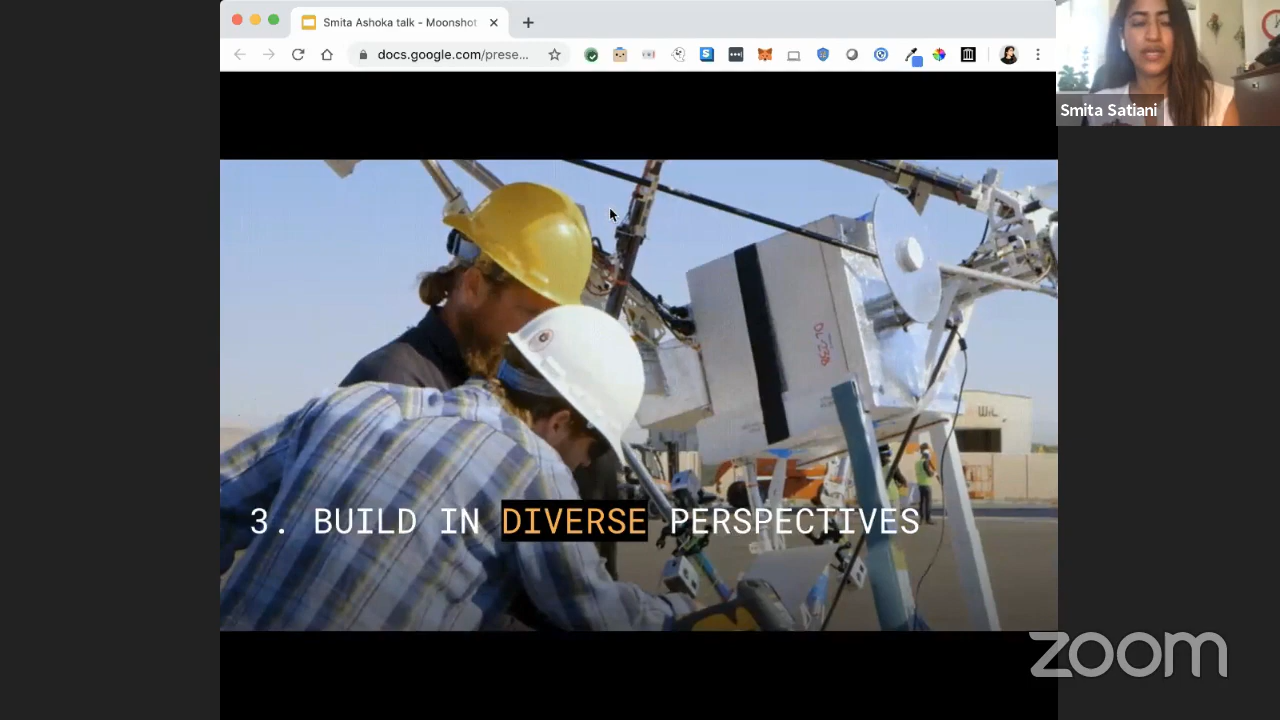 Smita Ashoka talk - Moonshot
docs.google.com/prese...
Smita Satiani
3. BUILD IN DIVERSE PERSPECTIVES
zoom